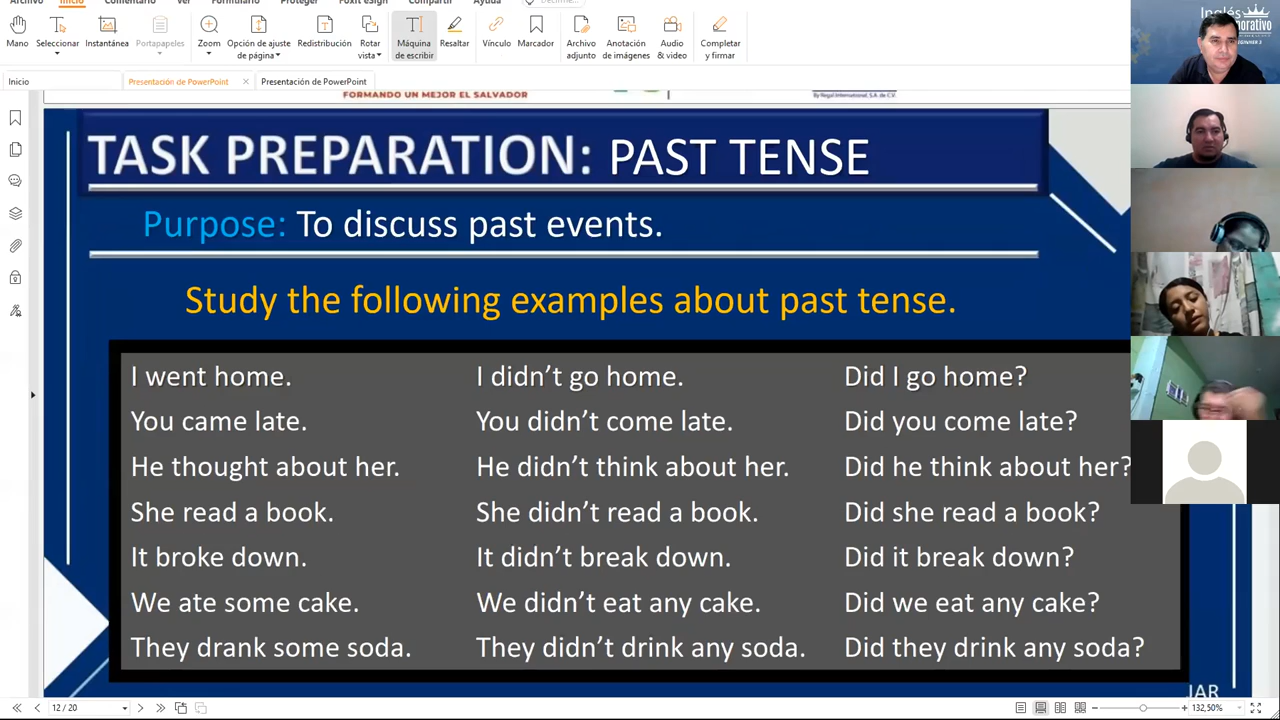 Archivo Inicio Comentario Ver Formulario Proteger Foxit eSign Compartir Ayuda
Mano Seleccionar Instantánea Portapapeles Zoom Opción de ajuste de página Redistribución Rotar vista Máquina de escribir Resaltar Vínculo Marcador Archivo adjunto Anotación de imágenes Audio & video Completar y firmar
Inicio Presentación de PowerPoint Presentación de PowerPoint
FORMANDO UN MEJOR EL SALVADOR
TASK PREPARATION: PAST TENSE
Purpose: To discuss past events.
Study the following examples about past tense.
I went home. I didn’t go home. Did I go home?
You came late. You didn’t come late. Did you come late?
He thought about her. He didn’t think about her. Did he think about her?
She read a book. She didn’t read a book. Did she read a book?
It broke down. It didn’t break down. Did it break down?
We ate some cake. We didn’t eat any cake. Did we eat any cake?
They drank some soda. They didn’t drink any soda. Did they drink any soda?
JAR
12 / 20 132,50%